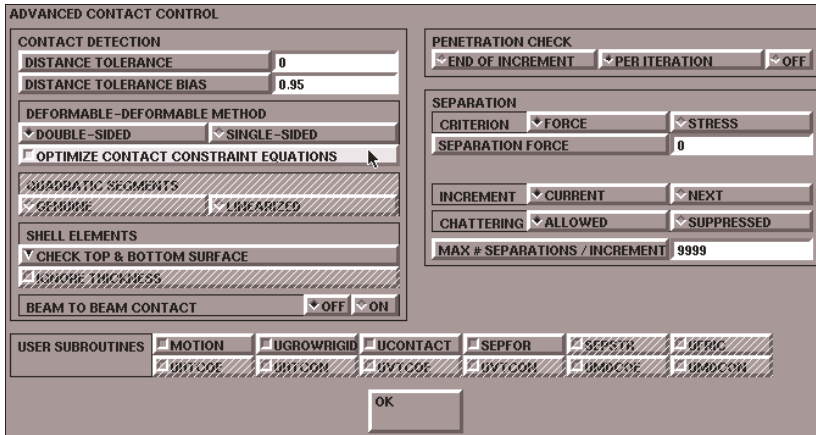 ADVANCED CONTACT CONTROL
CONTACT DETECTION
DISTANCE TOLERANCE 0
DISTANCE TOLERANCE BIAS 0.95
DEFORMABLE-DEFORMABLE METHOD
DOUBLE-SIDED SINGLE-SIDED
OPTIMIZE CONTACT CONSTRAINT EQUATIONS
QUADRATIC SEGMENTS
GENUINE LINEARIZED
SHELL ELEMENTS
CHECK TOP & BOTTOM SURFACE
IGNORE THICKNESS
BEAM TO BEAM CONTACT OFF ON
PENETRATION CHECK
END OF INCREMENT PER ITERATION OFF
SEPARATION
CRITERION FORCE STRESS
SEPARATION FORCE 0
INCREMENT CURRENT NEXT
CHATTERING ALLOWED SUPPRESSED
MAX # SEPARATIONS / INCREMENT 9999
USER SUBROUTINES MOTION UGROWRIGID UCONTACT SEPFOR SEPSTR UFRIC
UHTCOE UHTCON UVTCOE UVTCON UMDCOE UMDCON
OK